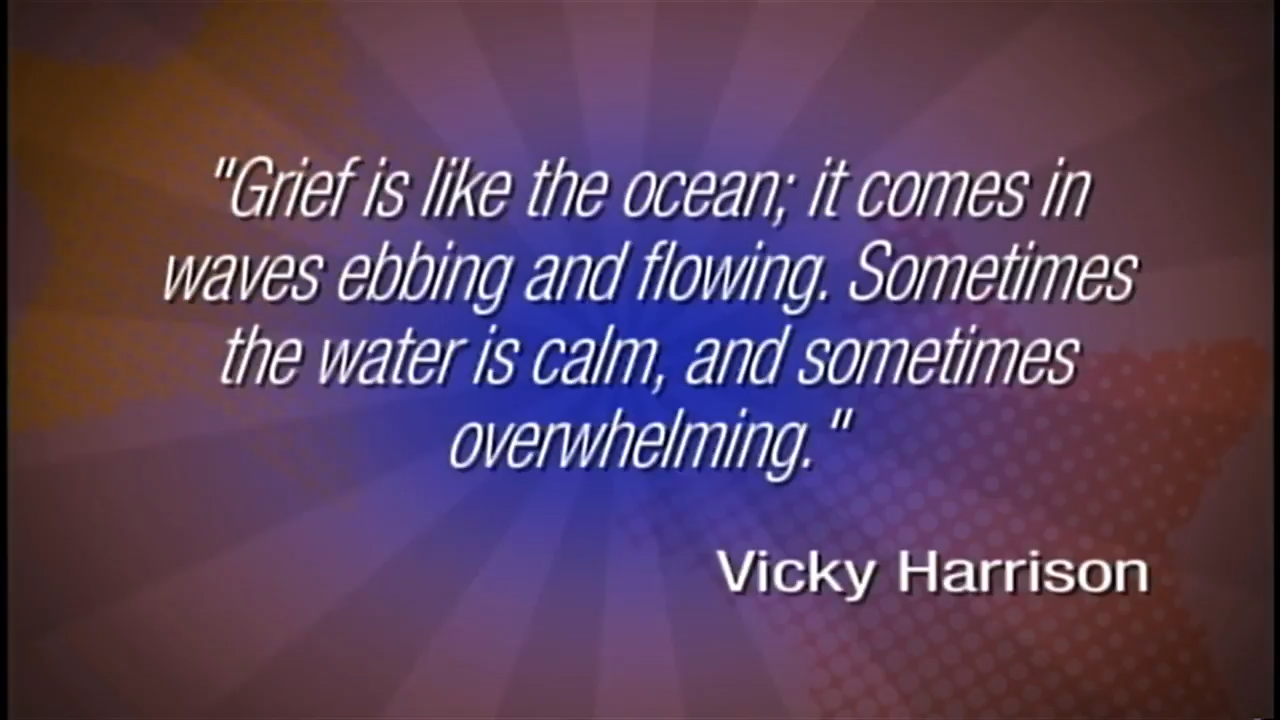 "Grief is like the ocean; it comes in
waves ebbing and flowing. Sometimes
the water is calm, and sometimes
overwhelming."
Vicky Harrison